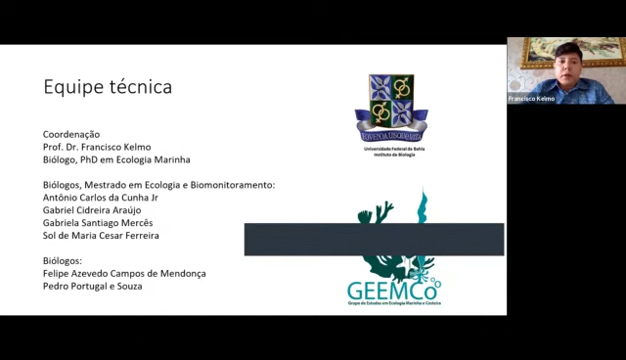 Equipe técnica
Coordenação
Prof. Dr. Francisco Kelmo
Biólogo, PhD em Ecologia Marinha
Biólogos, Mestrado em Ecologia e Biomonitoramento:
Antônio Carlos da Cunha Jr
Gabriel Cidreira Araújo
Gabriela Santiago Mercês
Sol de Maria Cesar Ferreira
Biólogos:
Felipe Azevedo Campos de Mendonça
Pedro Portugal e Souza
Universidade Federal da Bahia
Instituto de Biologia
GEEMCo
Grupo de Estudos em Ecologia Marinha e Costeira
Francisco Kelmo